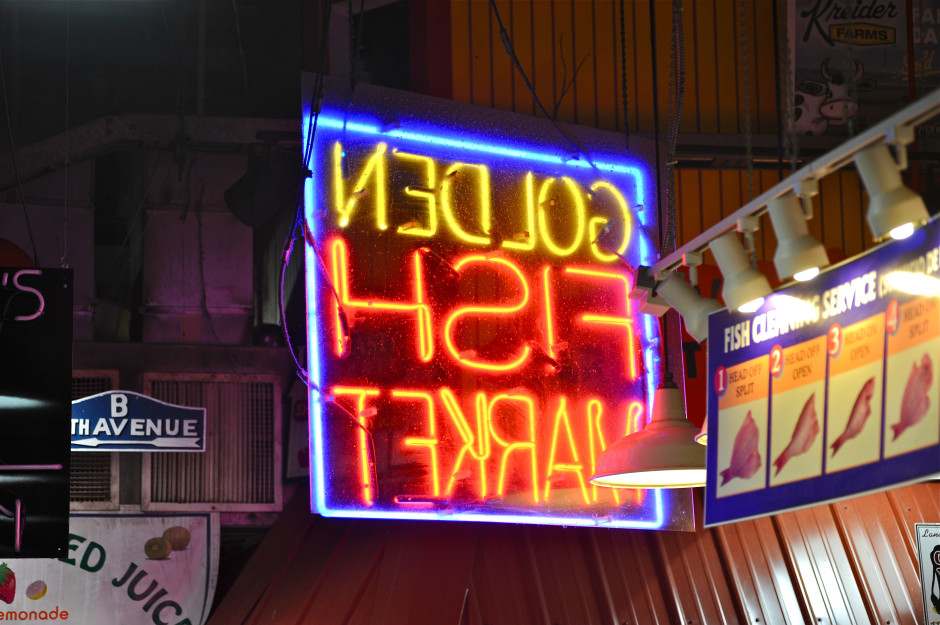 Kreider
FARMS
GOLDEN
FISH
MARKET
'S
B
TH AVENUE
ED JUIC
emonade
FISH CLEANING SERVICE
1 HEAD OFF
SPLIT
2 HEAD OFF
OPEN
3 HEAD ON
OPEN
4 HEAD ON
SPLIT